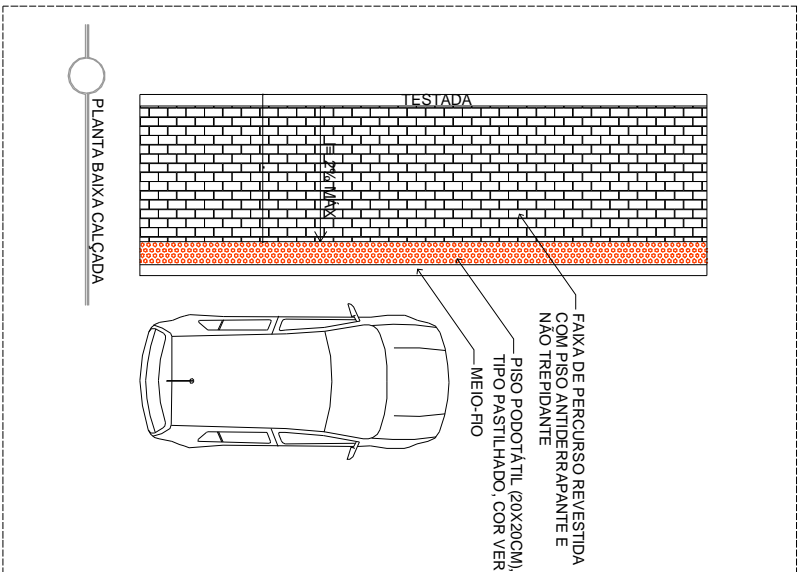 TESTADA
I= 2% MÁX
PLANTA BAIXA CALÇADA
FAIXA DE PERCURSO REVESTIDA
COM PISO ANTIDERRAPANTE E
NÃO TREPIDANTE
PISO PODOTÁTIL (20X20CM),
TIPO PASTILHADO, COR VER
MEIO-FIO